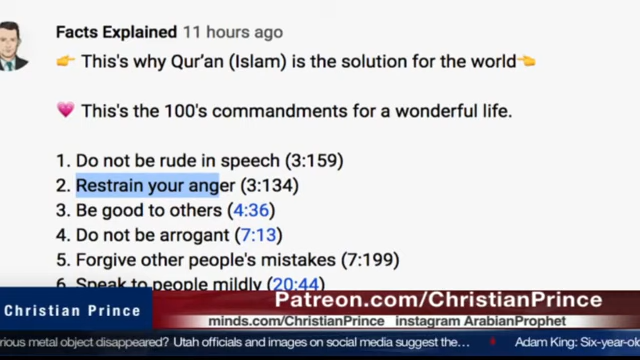 Facts Explained 11 hours ago
👉 This's why Qur'an (Islam) is the solution for the world👈
💗 This's the 100's commandments for a wonderful life.
1. Do not be rude in speech (3:159)
2. Restrain your anger (3:134)
3. Be good to others (4:36)
4. Do not be arrogant (7:13)
5. Forgive other people's mistakes (7:199)
6. Speak to people mildly (20:44)
Patreon.com/ChristianPrince
Christian Prince
minds.com/ChristianPrince instagram ArabianProphet
rious metal object disappeared? Utah officials and images on social media suggest the... Adam King: Six-year-ol